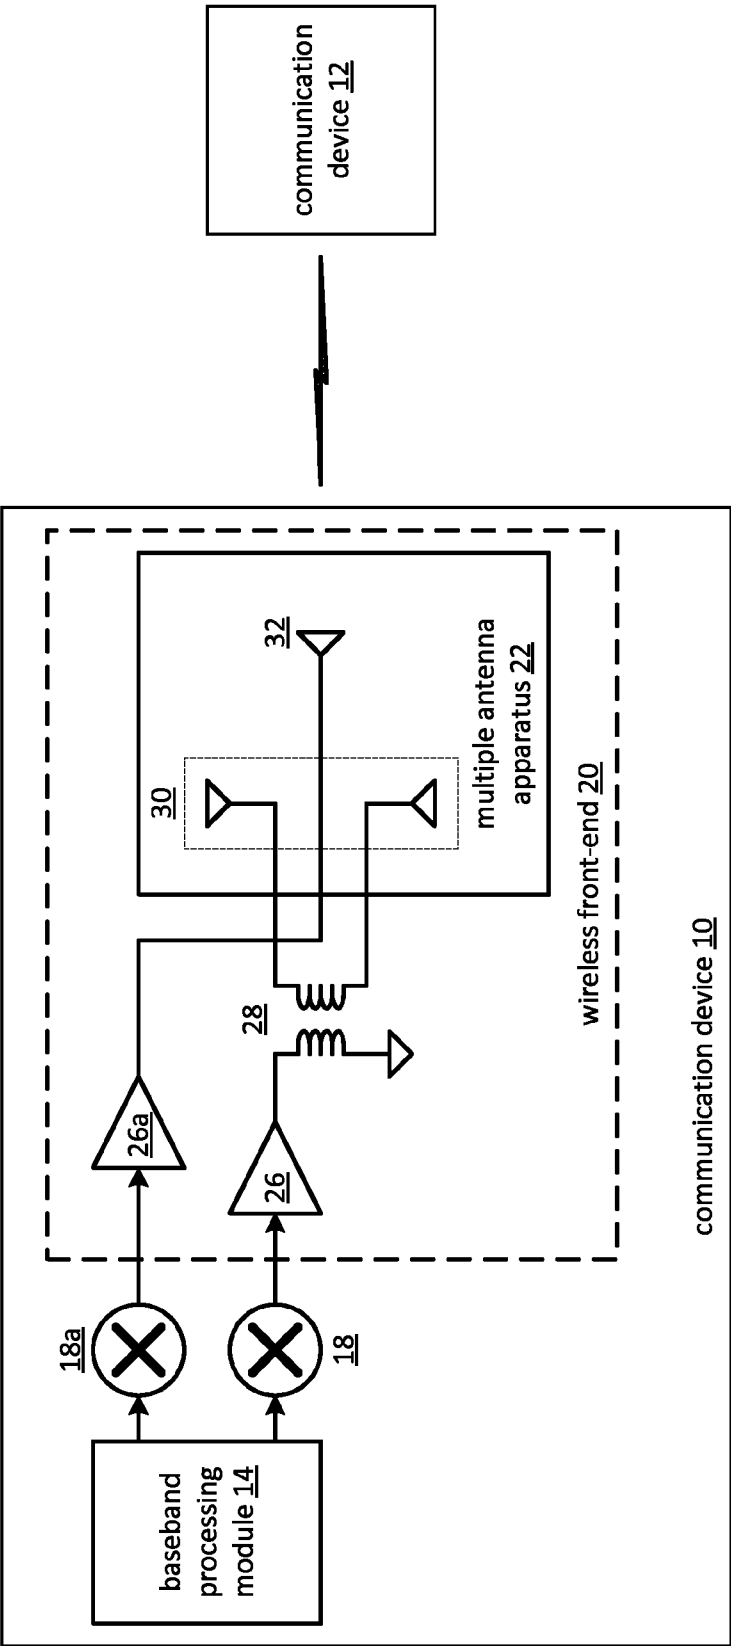 baseband
processing
module 14
18a
18
26a
26
28
30
32
multiple antenna
apparatus 22
wireless front-end 20
communication device 10
communication
device 12